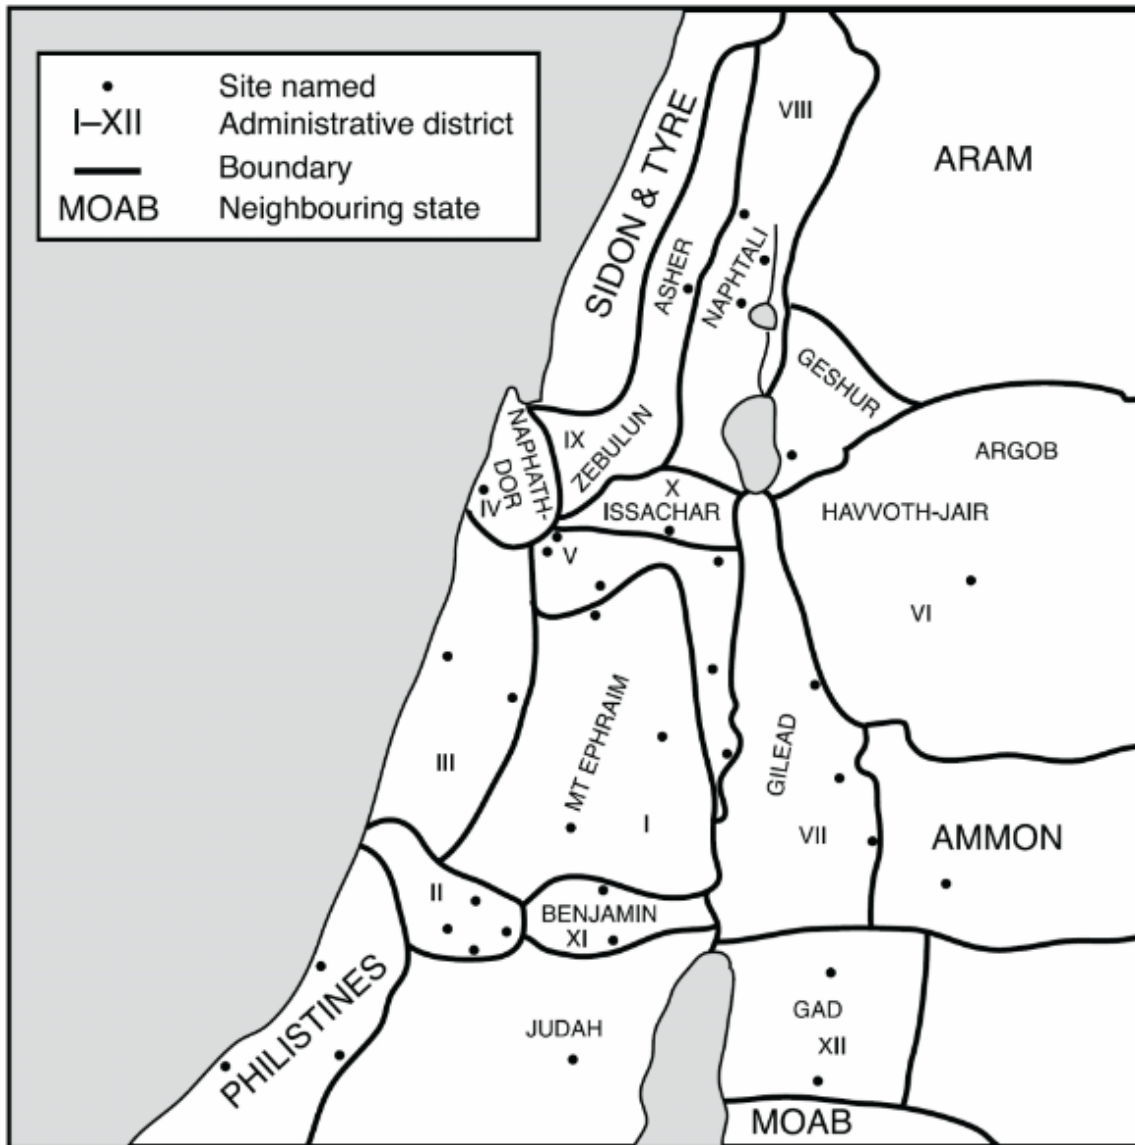 Site named
I–XII Administrative district
Boundary
MOAB Neighbouring state
VIII
ARAM
SIDON & TYRE
ASHER
NAPHTALI
GESHUR
NAPHATH-
DOR
IV
IX
ZEBULUN
X
ISSACHAR
ARGOB
HAVVOTH-JAIR
VI
V
III
MT EPHRAIM
I
GILEAD
VII
AMMON
II
BENJAMIN
XI
PHILISTINES
JUDAH
GAD
XII
MOAB